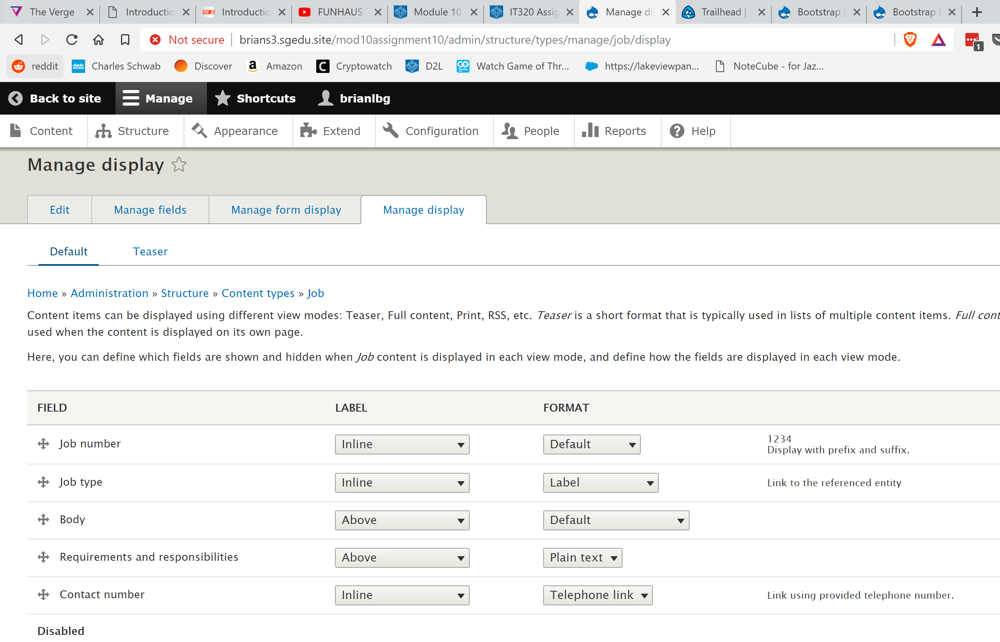 The Verge
Introductio
Introductio
FUNHAUS
Module 10
IT320 Assig
Manage dis
Trailhead |
Bootstrap |
Bootstrap
Not secure
brians3.sgedu.site/mod10assignment10/admin/structure/types/manage/job/display
1
reddit
Charles Schwab
Discover
Amazon
Cryptowatch
D2L
Watch Game of Thr...
https://lakeviewpan...
NoteCube - for Jaz...
Back to site
Manage
Shortcuts
brianlbg
Content
Structure
Appearance
Extend
Configuration
People
Reports
Help
Manage display
Edit
Manage fields
Manage form display
Manage display
Default
Teaser
Home » Administration » Structure » Content types » Job
Content items can be displayed using different view modes: Teaser, Full content, Print, RSS, etc. Teaser is a short format that is typically used in lists of multiple content items. Full cont
used when the content is displayed on its own page.
Here, you can define which fields are shown and hidden when Job content is displayed in each view mode, and define how the fields are displayed in each view mode.
FIELD LABEL FORMAT
Job number Inline Default 1234
Display with prefix and suffix.
Job type Inline Label Link to the referenced entity
Body Above Default
Requirements and responsibilities Above Plain text
Contact number Inline Telephone link Link using provided telephone number.
Disabled